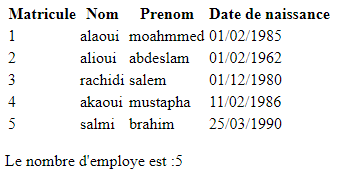 Matricule Nom Prenom Date de naissance
1 alaoui moahmmed 01/02/1985
2 alioui abdeslam 01/02/1962
3 rachidi salem 01/12/1980
4 akaoui mustapha 11/02/1986
5 salmi brahim 25/03/1990
Le nombre d'employe est :5